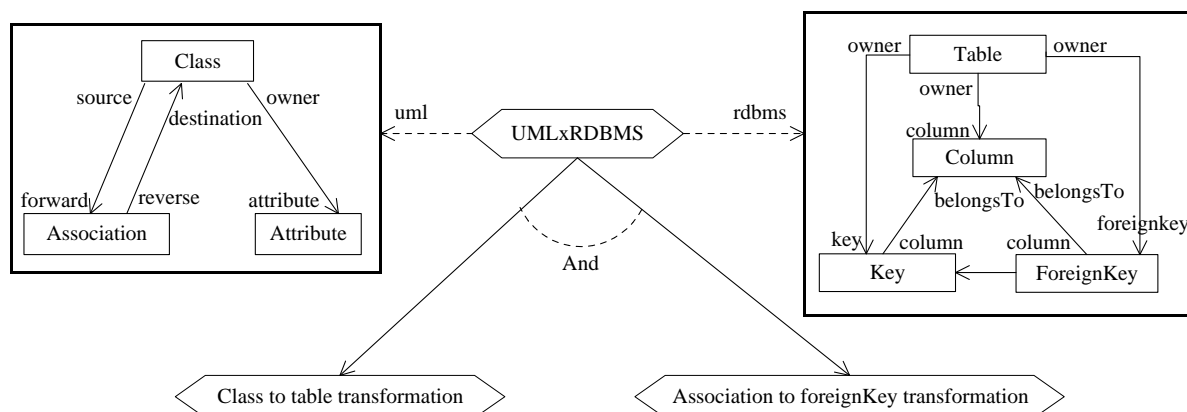 owner
Table
owner
Class
source
owner
destination
uml
UMLxRDBMS
rdbms
owner
column
Column
belongsTo
belongsTo
forward
reverse
attribute
Association
Attribute
And
foreignkey
key
column
column
Key
ForeignKey
Class to table transformation
Association to foreignKey transformation